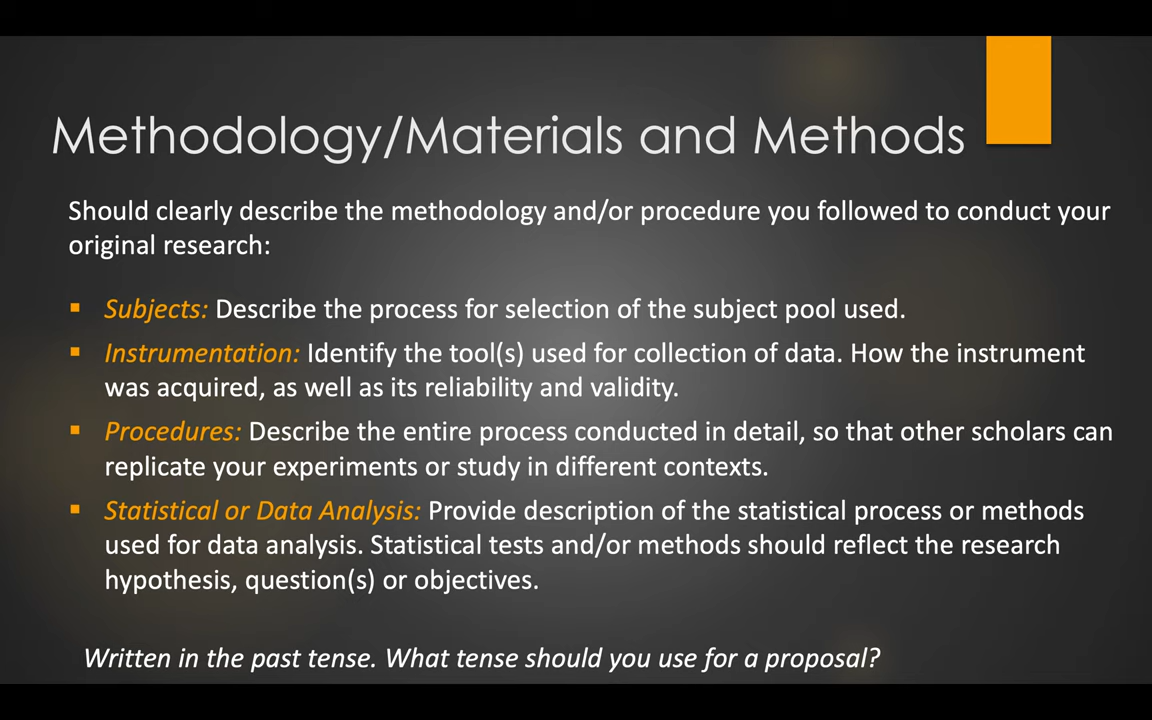 Methodology/Materials and Methods
Should clearly describe the methodology and/or procedure you followed to conduct your
original research:
▪ Subjects: Describe the process for selection of the subject pool used.
▪ Instrumentation: Identify the tool(s) used for collection of data. How the instrument
was acquired, as well as its reliability and validity.
▪ Procedures: Describe the entire process conducted in detail, so that other scholars can
replicate your experiments or study in different contexts.
▪ Statistical or Data Analysis: Provide description of the statistical process or methods
used for data analysis. Statistical tests and/or methods should reflect the research
hypothesis, question(s) or objectives.
Written in the past tense. What tense should you use for a proposal?